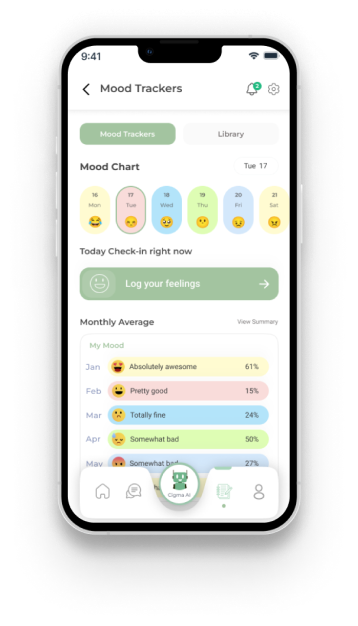 9:41
Mood Trackers
2
Mood Trackers
Library
Mood Chart
Tue 17
16 17 18 19 20 21
Mon Tue Wed Thu Fri Sat
Today Check-in right now
Log your feelings
Monthly Average
View Summary
My Mood
Jan Absolutely awesome 61%
Feb Pretty good 15%
Mar Totally fine 24%
Apr Somewhat bad 50%
May Somewhat bad 27%
Cigma AI